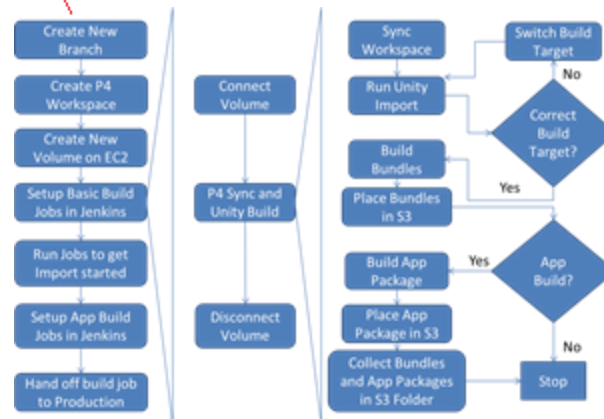 Create New
Branch
Create P4
Workspace
Create New
Volume on EC2
Setup Basic Build
Jobs in Jenkins
Run Jobs to get
Import started
Setup App Build
Jobs in Jenkins
Hand off build job
to Production
Connect
Volume
P4 Sync and
Unity Build
Disconnect
Volume
Sync
Workspace
Switch Build
Target
Run Unity
Import
No
Correct
Build
Target?
Yes
Build
Bundles
Place Bundles
in S3
App
Build?
Yes
Build App
Package
Place App
Package in S3
Collect Bundles
and App Packages
in S3 Folder
No
Stop